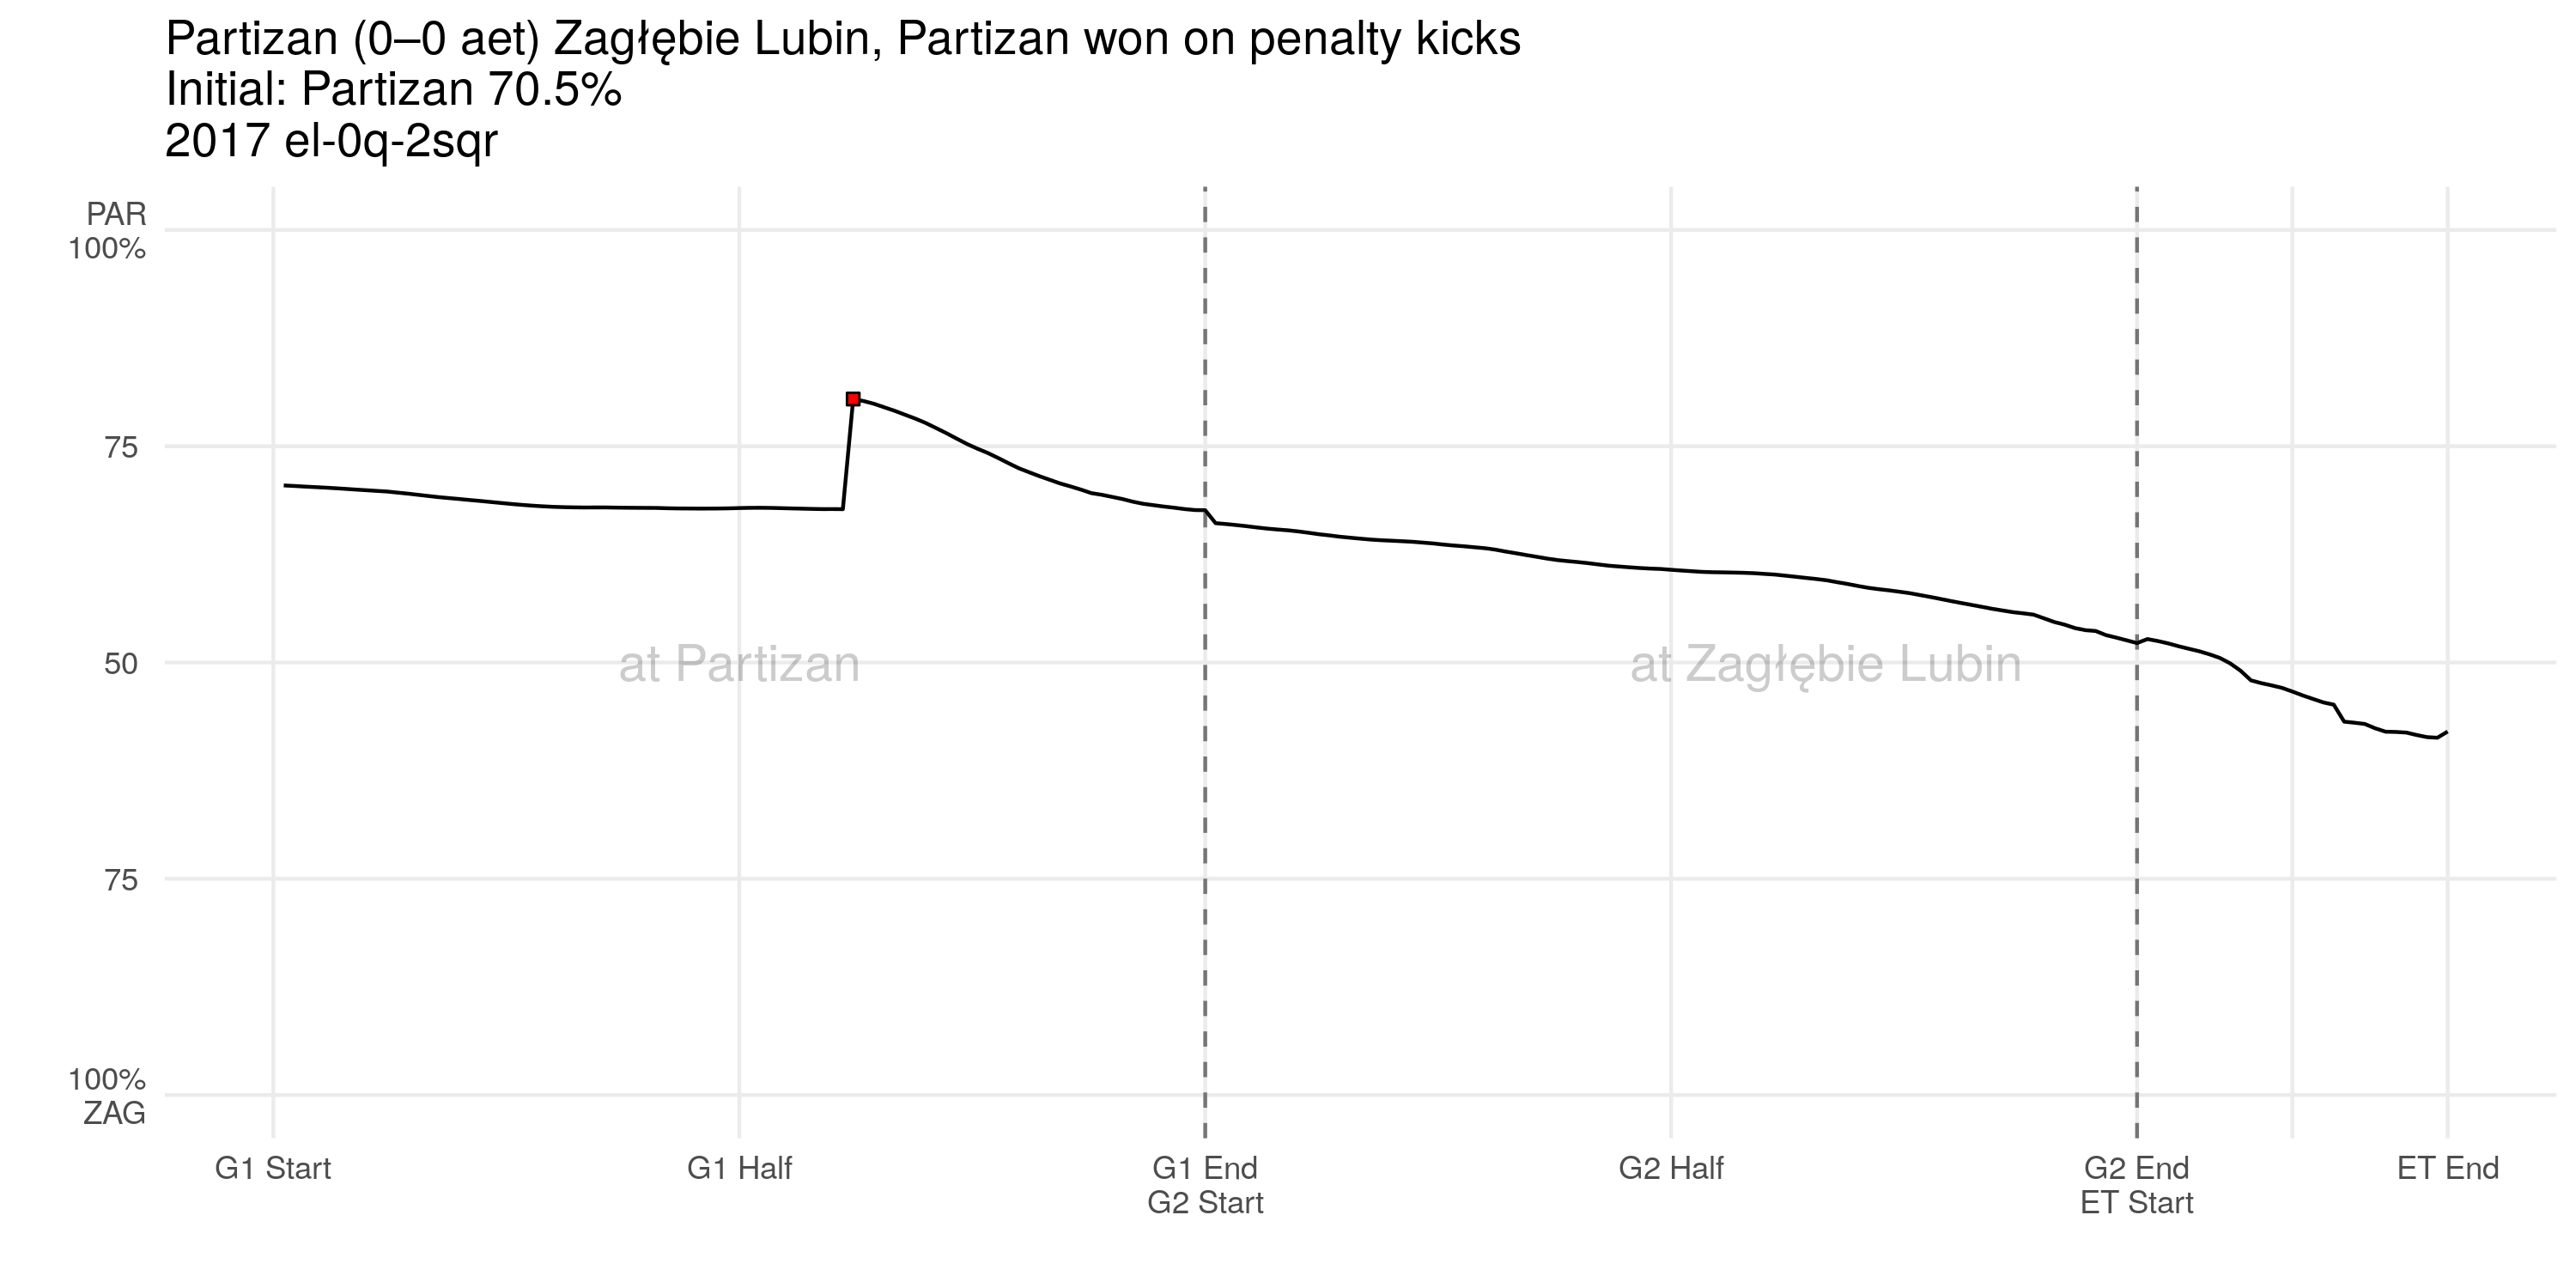 Partizan (0–0 aet) Zagłębie Lubin, Partizan won on penalty kicks
Initial: Partizan 70.5%
2017 el-0q-2sqr
PAR
100%
75
50
75
100%
ZAG
at Partizan
at Zagłębie Lubin
G1 Start
G1 Half
G1 End
G2 Start
G2 Half
G2 End
ET Start
ET End